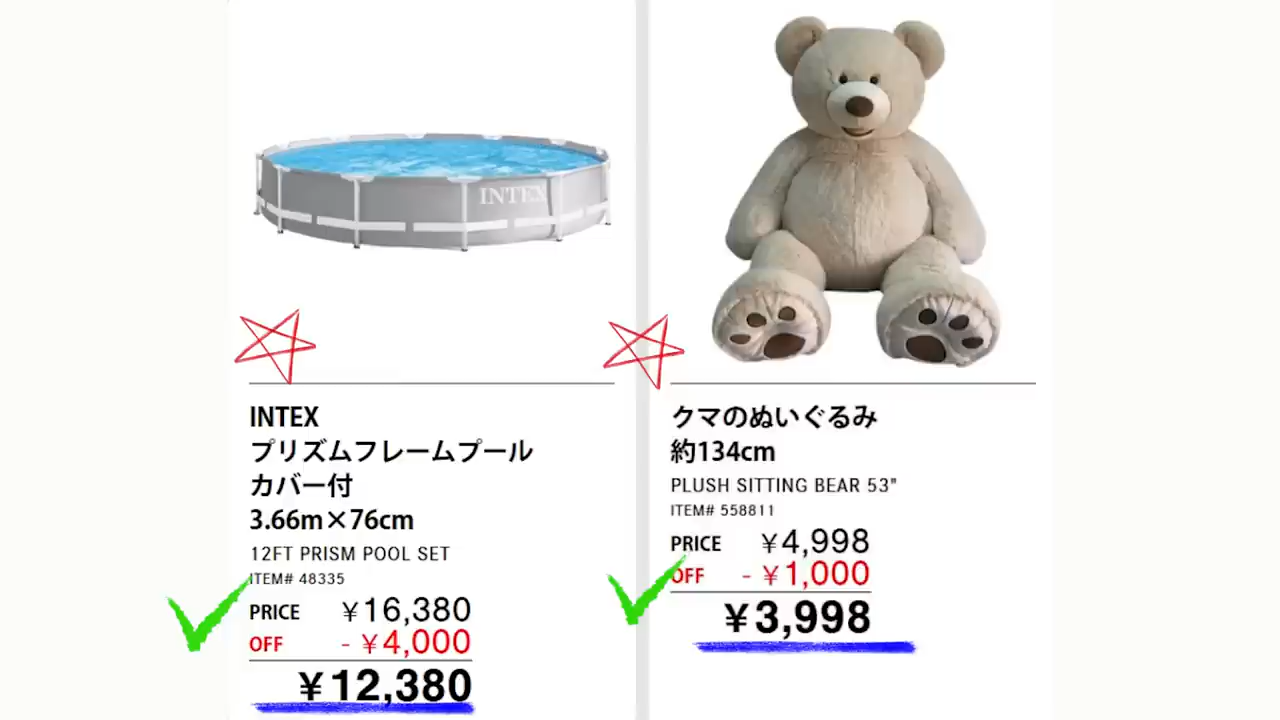 INTEX
INTEX
プリズムフレームプール
カバー付
3.66m×76cm
12FT PRISM POOL SET
ITEM# 48335
PRICE ¥16,380
OFF - ¥4,000
¥12,380
クマのぬいぐるみ
約134cm
PLUSH SITTING BEAR 53"
ITEM# 558811
PRICE ¥4,998
OFF - ¥1,000
¥3,998